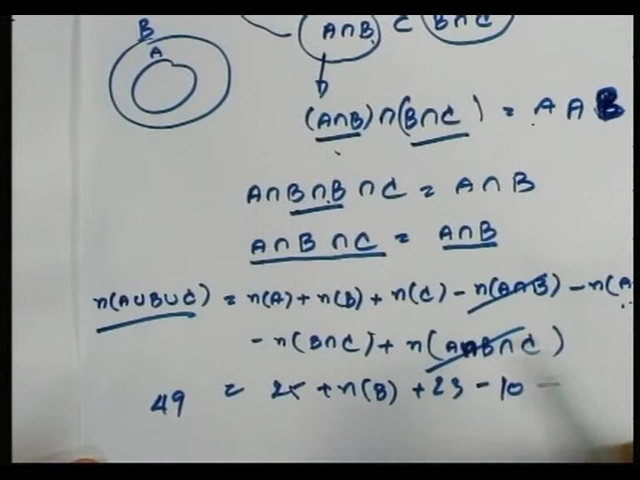 B
A
A∩B ⊂ B∩C
(A∩B)∩(B∩C) = A∩B
A∩B∩B∩C = A∩B
A∩B∩C = A∩B
n(A∪B∪C) = n(A)+n(B)+n(C)-n(A∩B)-n(A
-n(B∩C)+n(A∩B∩C)
49 = 25+n(B)+23-10-